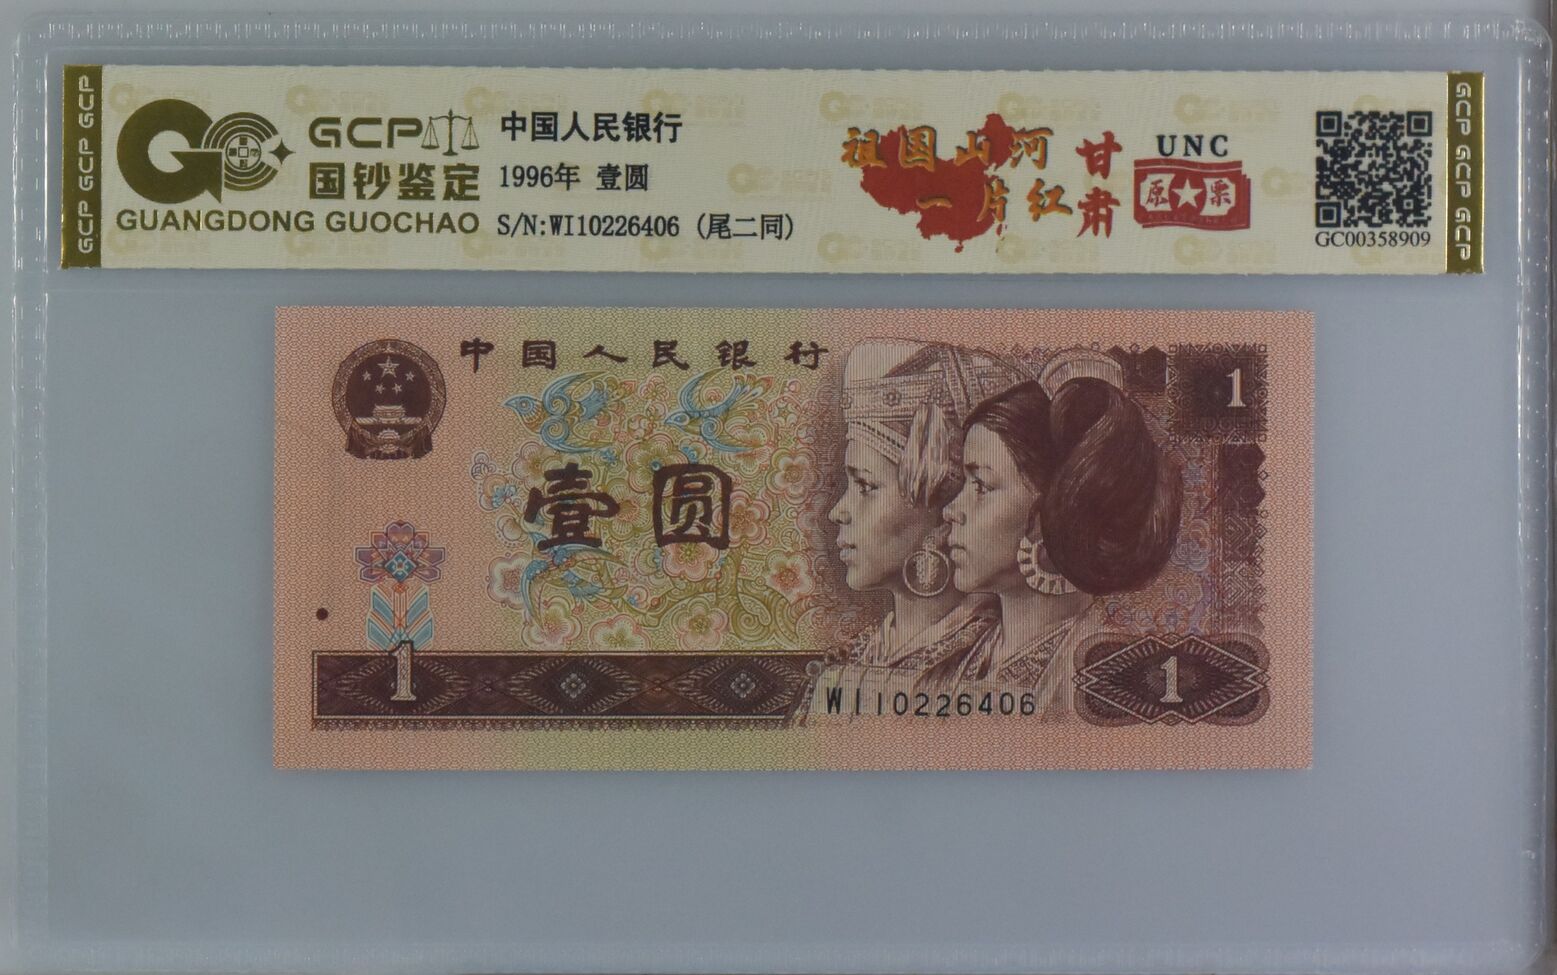 GCP GCP GCP
GCP
国钞鉴定
GUANGDONG GUOCHAO
中国人民银行
1996年 壹圆
S/N:WI10226406 (尾二同)
祖国山河
一片红
甘肃
UNC
原票
GC00358909
GCP GCP GCP
中国人民银行
1
壹圆
1
WI10226406
1